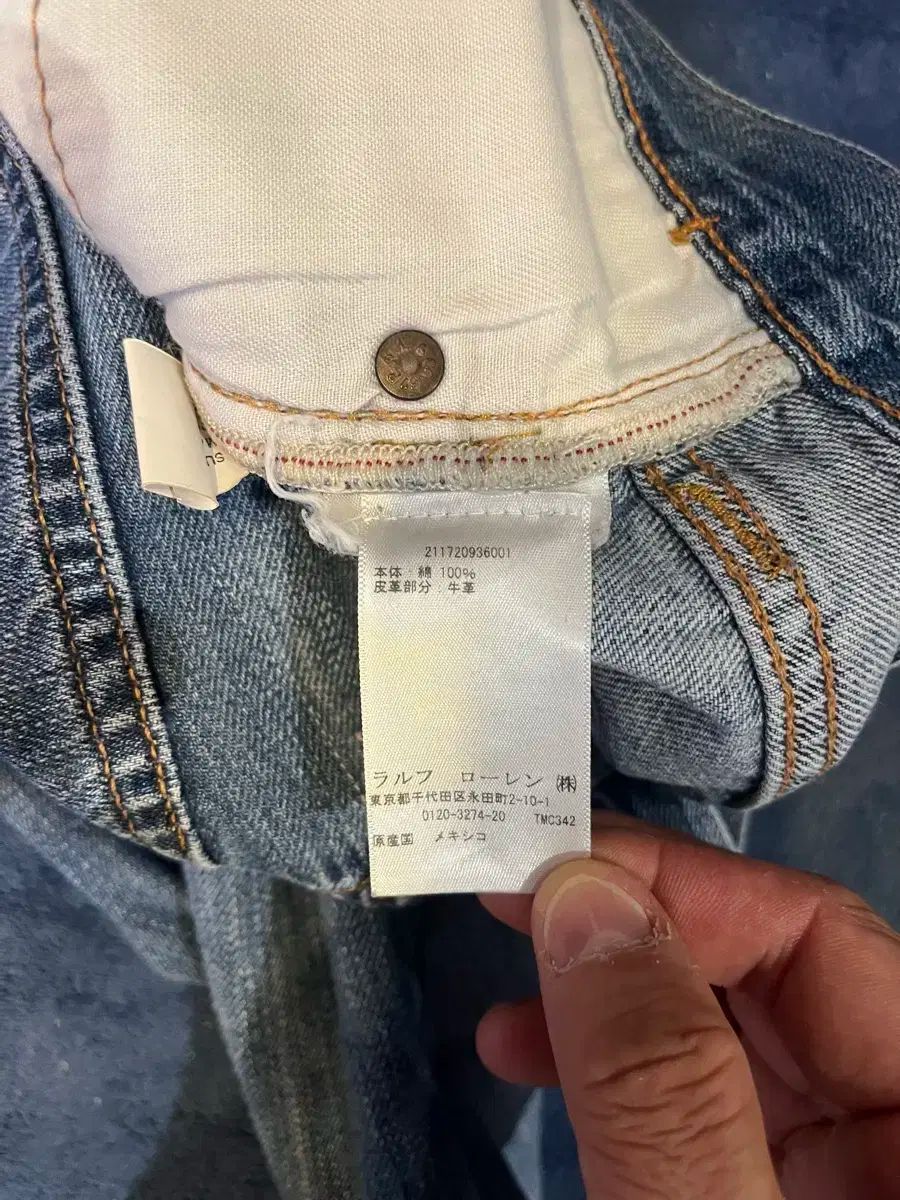 211720936001
本体：綿 100%
皮革部分：牛革
ラルフ ローレン ㈱
東京都千代田区永田町2-10-1
0120-3274-20 TMC342
原産国 メキシコ